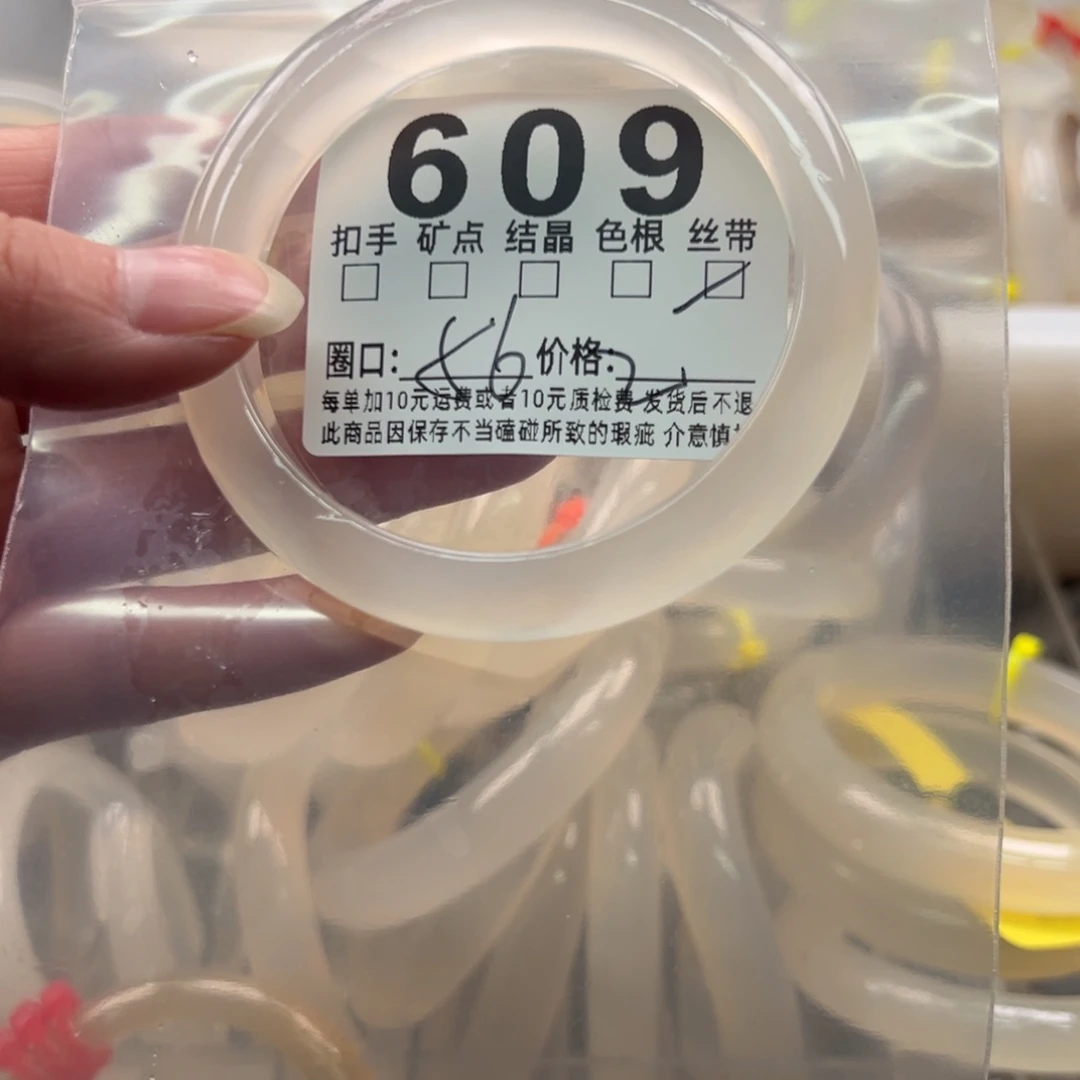 609
扣手 矿点 结晶 色根 丝带
圈口: 56 价格:
每单加10元运费或者10元质检费 发货后不退
此商品因保存不当磕碰所致的瑕疵 介意慎